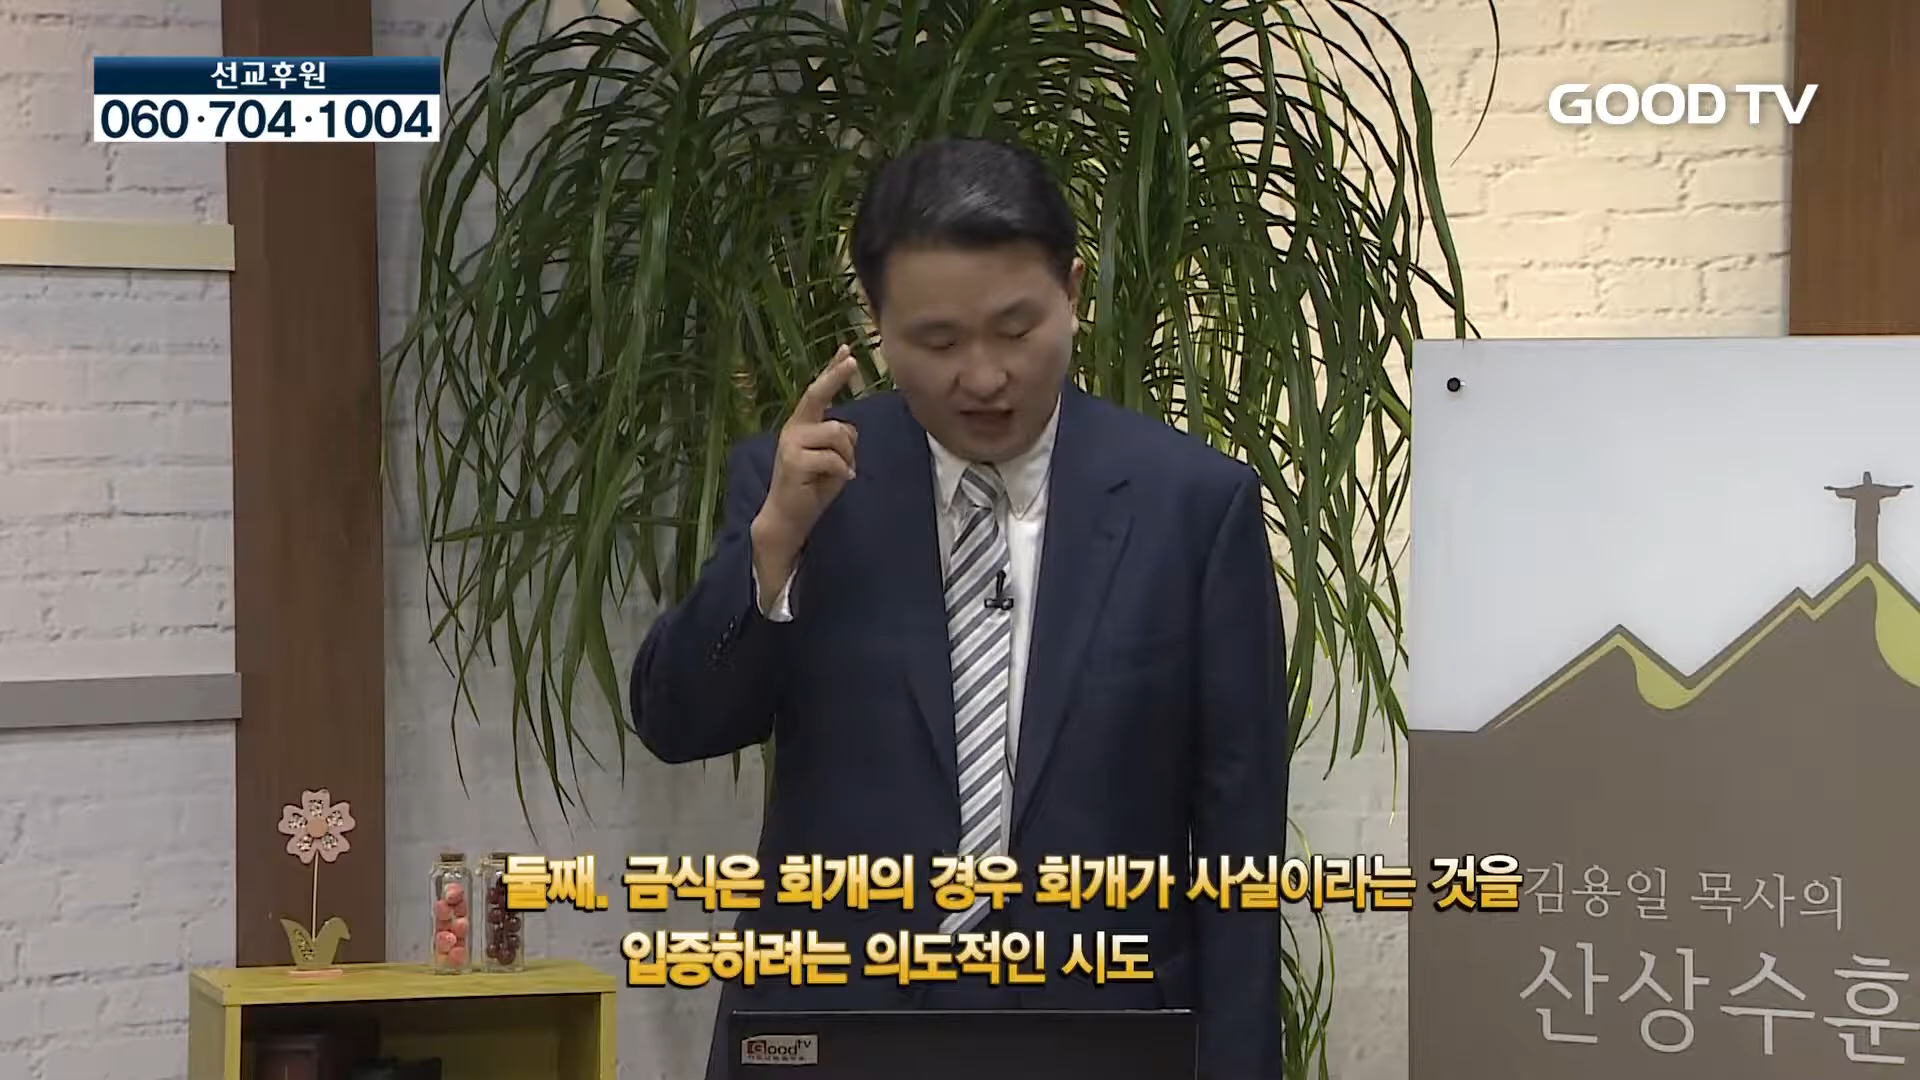 선교후원
060·704·1004
GOOD TV
둘째. 금식은 회개의 경우 회개가 사실이라는 것을
입증하려는 의도적인 시도
김용일 목사의
산상수훈
Good tv